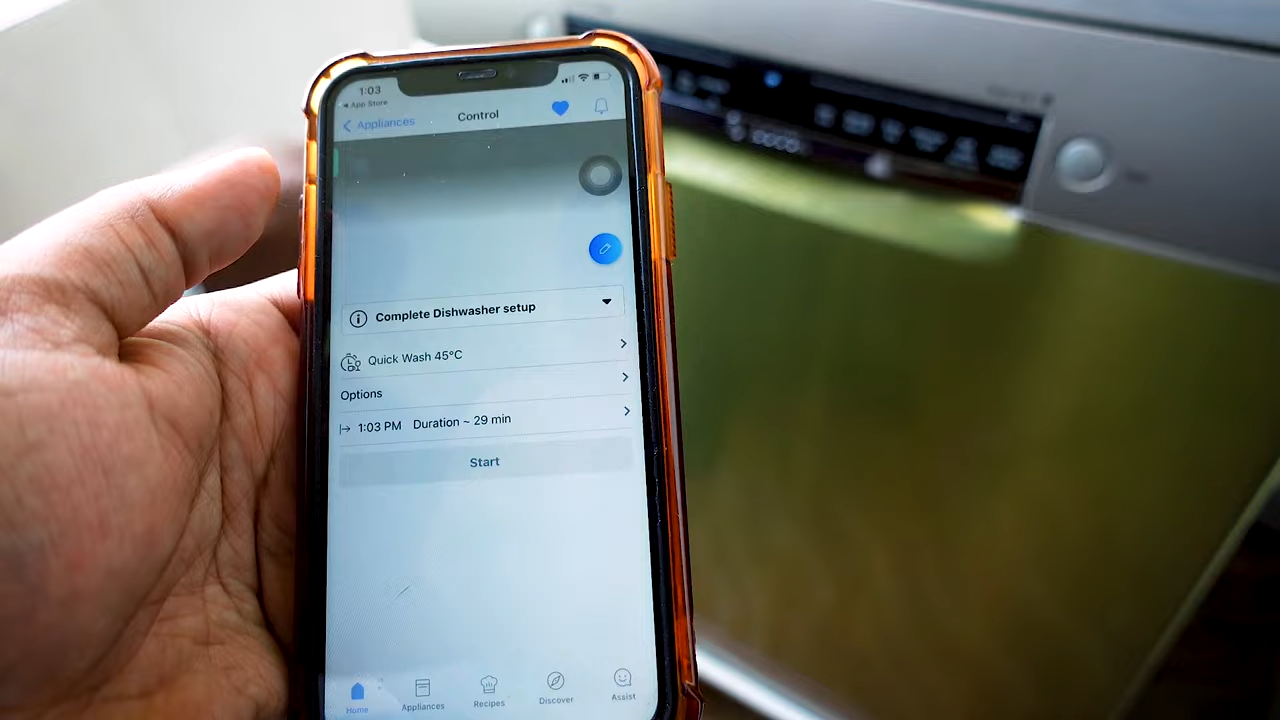 1:03
App Store
Appliances
Control
Complete Dishwasher setup
Quick Wash 45°C
Options
1:03 PM Duration ~ 29 min
Start
Home
Appliances
Recipes
Discover
Assist